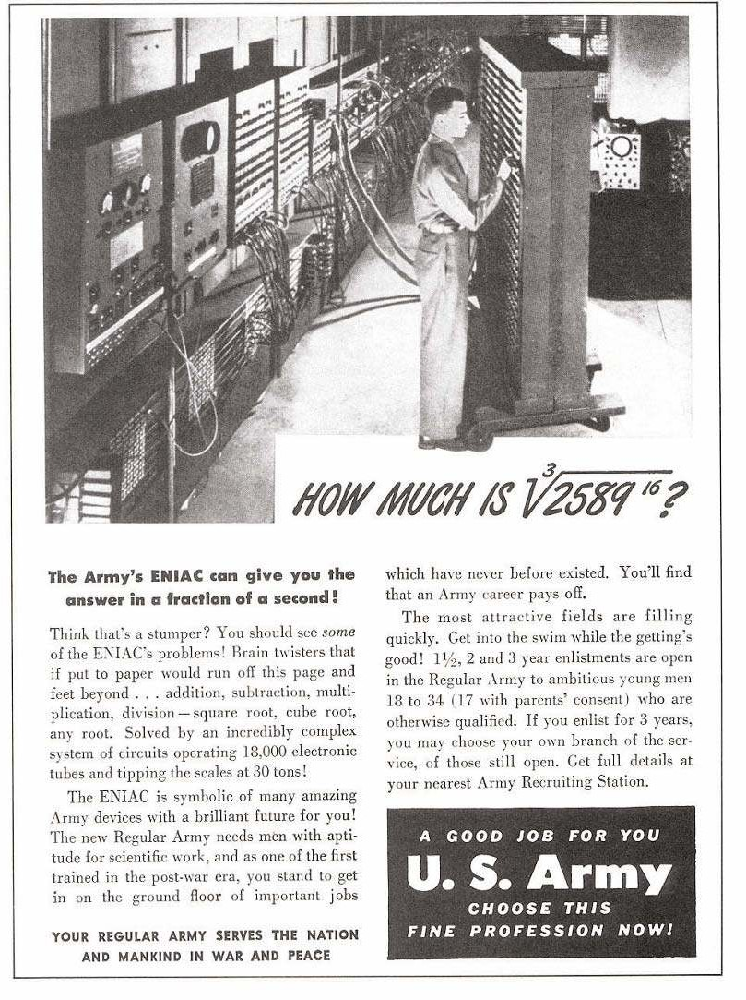 HOW MUCH IS ∛2589¹⁶?
The Army's ENIAC can give you the
answer in a fraction of a second!
Think that's a stumper? You should see some
of the ENIAC's problems! Brain twisters that
if put to paper would run off this page and
feet beyond . . . addition, subtraction, multi-
plication, division—square root, cube root,
any root. Solved by an incredibly complex
system of circuits operating 18,000 electronic
tubes and tipping the scales at 30 tons!
The ENIAC is symbolic of many amazing
Army devices with a brilliant future for you!
The new Regular Army needs men with apti-
tude for scientific work, and as one of the first
trained in the post-war era, you stand to get
in on the ground floor of important jobs
which have never before existed. You'll find
that an Army career pays off.
The most attractive fields are filling
quickly. Get into the swim while the getting's
good! 1½, 2 and 3 year enlistments are open
in the Regular Army to ambitious young men
18 to 34 (17 with parents' consent) who are
otherwise qualified. If you enlist for 3 years,
you may choose your own branch of the ser-
vice, of those still open. Get full details at
your nearest Army Recruiting Station.
YOUR REGULAR ARMY SERVES THE NATION
AND MANKIND IN WAR AND PEACE
A GOOD JOB FOR YOU
U. S. Army
CHOOSE THIS
FINE PROFESSION NOW!